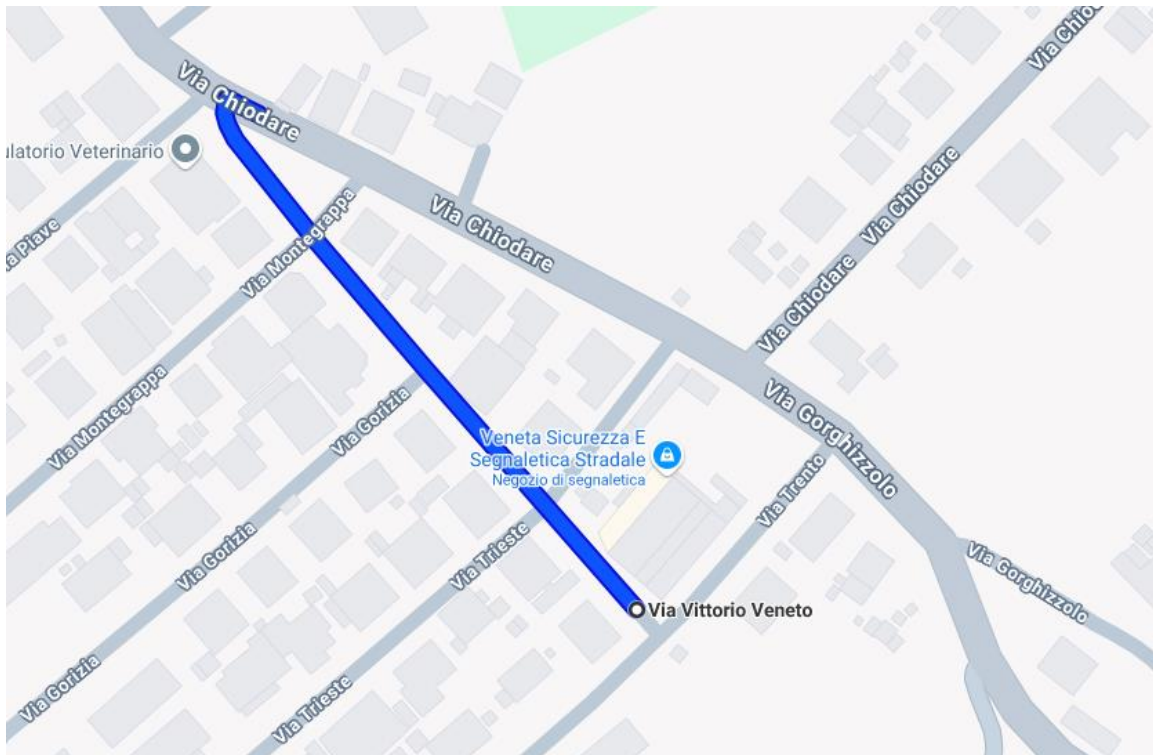 Via Chiodare
Via Chio
ulatorio Veterinario
Via Chiodare
Via Chiodare
a Piave
Via Montegrappa
Via Chiodare
Via Montegrappa
Via Gorizia
Via Gorghizzolo
Veneta Sicurezza E
Segnaletica Stradale
Negozio di segnaletica
Via Trento
Via Gorizia
Via Trieste
Via Gorghizzolo
Via Vittorio Veneto
Via Gorizia
Via Trieste